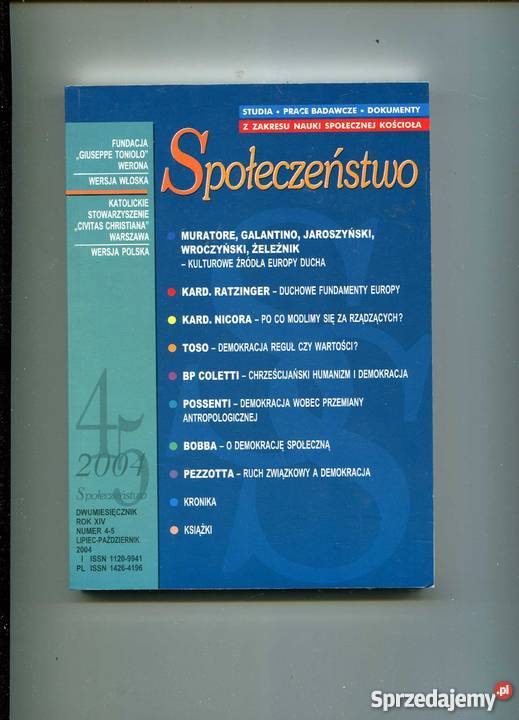 STUDIA • PRACE BADAWCZE • DOKUMENTY
Z ZAKRESU NAUKI SPOŁECZNEJ KOŚCIOŁA
Społeczeństwo
FUNDACJA
„GIUSEPPE TONIOLO”
WERONA
WERSJA WŁOSKA
KATOLICKIE
STOWARZYSZENIE
„CIVITAS CHRISTIANA”
WARSZAWA
WERSJA POLSKA
MURATORE, GALANTINO, JAROSZYŃSKI,
WROCZYŃSKI, ŻELEŹNIK
– KULTUROWE ŹRÓDŁA EUROPY DUCHA
KARD. RATZINGER – DUCHOWE FUNDAMENTY EUROPY
KARD. NICORA – PO CO MODLIMY SIĘ ZA RZĄDZĄCYCH?
TOSO – DEMOKRACJA REGUŁ CZY WARTOŚCI?
BP COLETTI – CHRZEŚCIJAŃSKI HUMANIZM I DEMOKRACJA
POSSENTI – DEMOKRACJA WOBEC PRZEMIANY
ANTROPOLOGICZNEJ
BOBBA – O DEMOKRACJĘ SPOŁECZNĄ
PEZZOTTA – RUCH ZWIĄZKOWY A DEMOKRACJA
KRONIKA
KSIĄŻKI
4-5
2004
Społeczeństwo
DWUMIESIĘCZNIK
ROK XIV
NUMER 4-5
LIPIEC-PAŹDZIERNIK
2004
I ISSN 1120-9941
PL ISSN 1426-4196
Sprzedajemy.pl